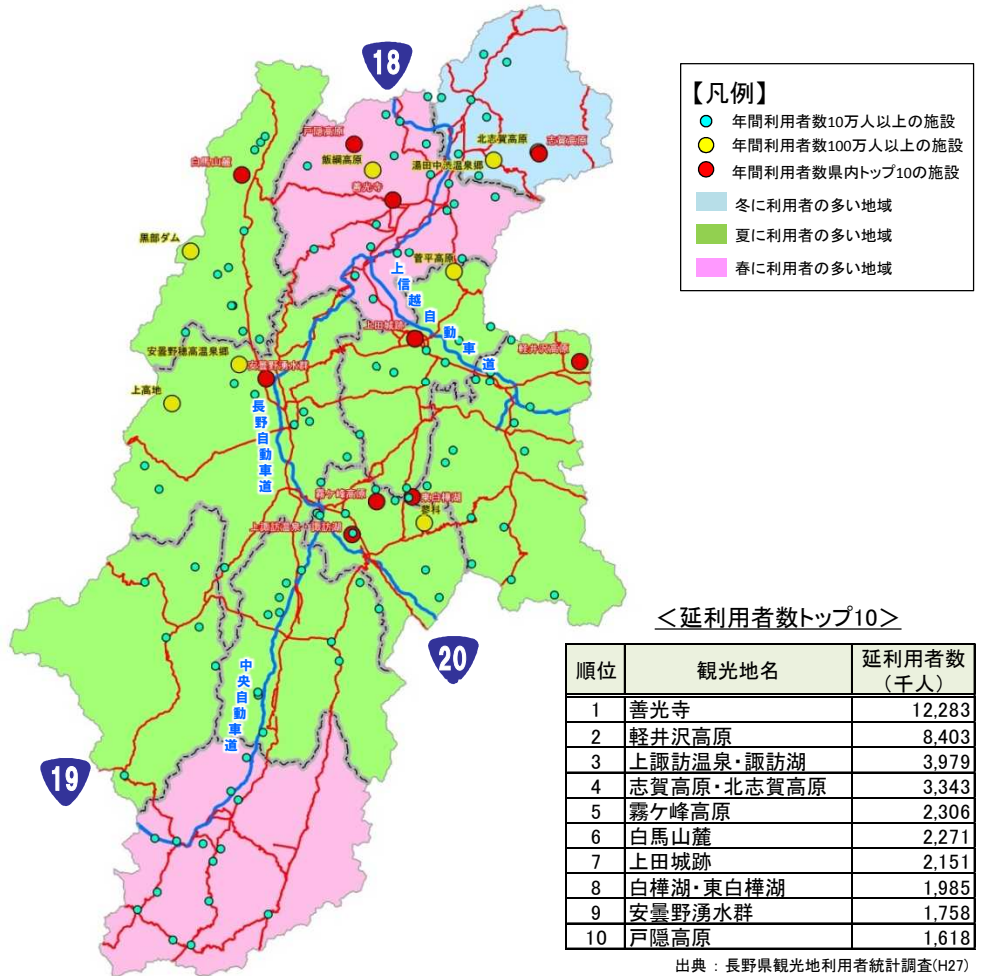 18
戸隠高原
飯綱高原
北志賀高原
志賀高原
湯田中渋温泉郷
白馬山麓
善光寺
黒部ダム
菅平高原
上信越自動車道
上田城跡
軽井沢高原
安曇野穂高温泉郷
安曇野湧水群
上高地
長野自動車道
霧ケ峰高原
東白樺湖
蓼科
上諏訪温泉・諏訪湖
20
中央自動車道
19
【凡例】
年間利用者数10万人以上の施設
年間利用者数100万人以上の施設
年間利用者数県内トップ10の施設
冬に利用者の多い地域
夏に利用者の多い地域
春に利用者の多い地域
<延利用者数トップ10>
順位 観光地名 延利用者数
(千人)
1 善光寺 12,283
2 軽井沢高原 8,403
3 上諏訪温泉・諏訪湖 3,979
4 志賀高原・北志賀高原 3,343
5 霧ケ峰高原 2,306
6 白馬山麓 2,271
7 上田城跡 2,151
8 白樺湖・東白樺湖 1,985
9 安曇野湧水群 1,758
10 戸隠高原 1,618
出典 : 長野県観光地利用者統計調査(H27)